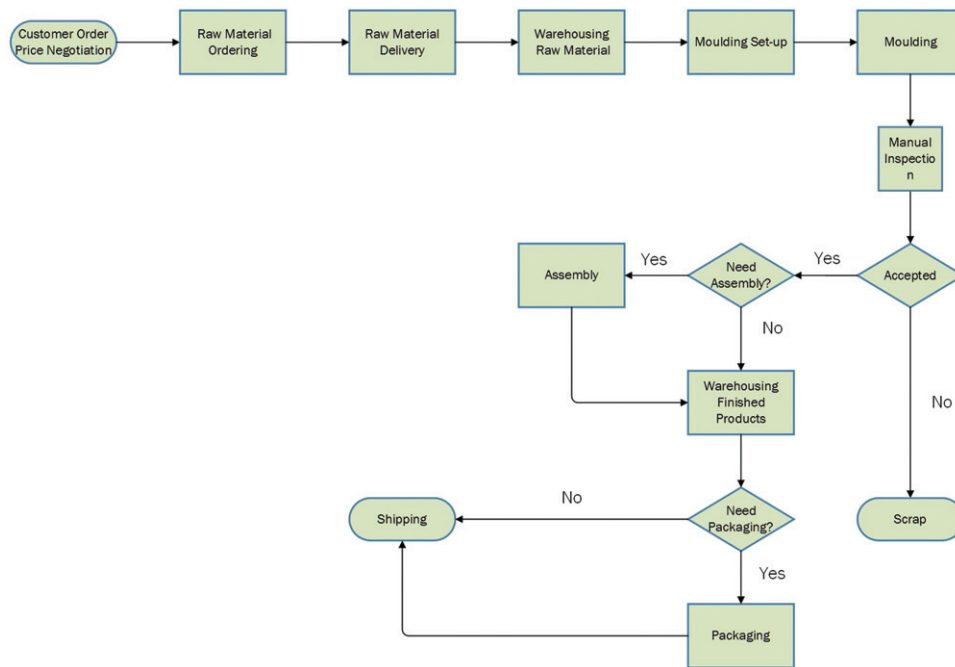 Customer Order
Price Negotiation
Raw Material
Ordering
Raw Material
Delivery
Warehousing
Raw Material
Moulding Set-up
Moulding
Manual
Inspectio
n
Accepted
Yes
Need
Assembly?
Yes
Assembly
No
Warehousing
Finished
Products
No
Need
Packaging?
No
Shipping
Scrap
Yes
Packaging